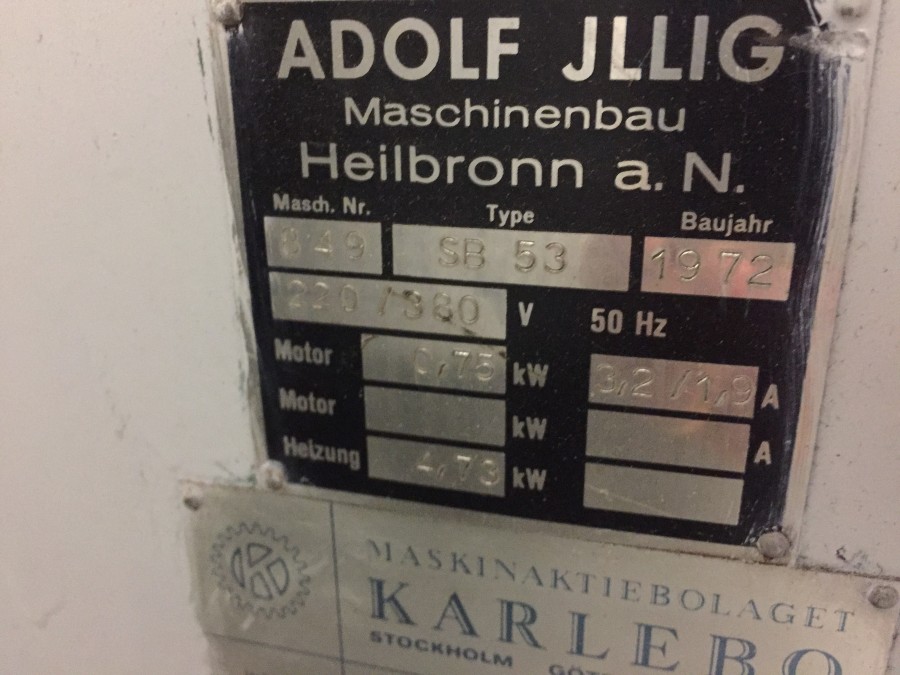 ADOLF JLLIG
Maschinenbau
Heilbronn a. N.
Masch. Nr. Type Baujahr
849 SB 53 1972
220/380 V 50 Hz
Motor 0,75 kW 3,2/1,9 A
Motor kW A
Heizung 4,73 kW
MASKINAKTIEBOLAGET
KARLEBO
STOCKHOLM